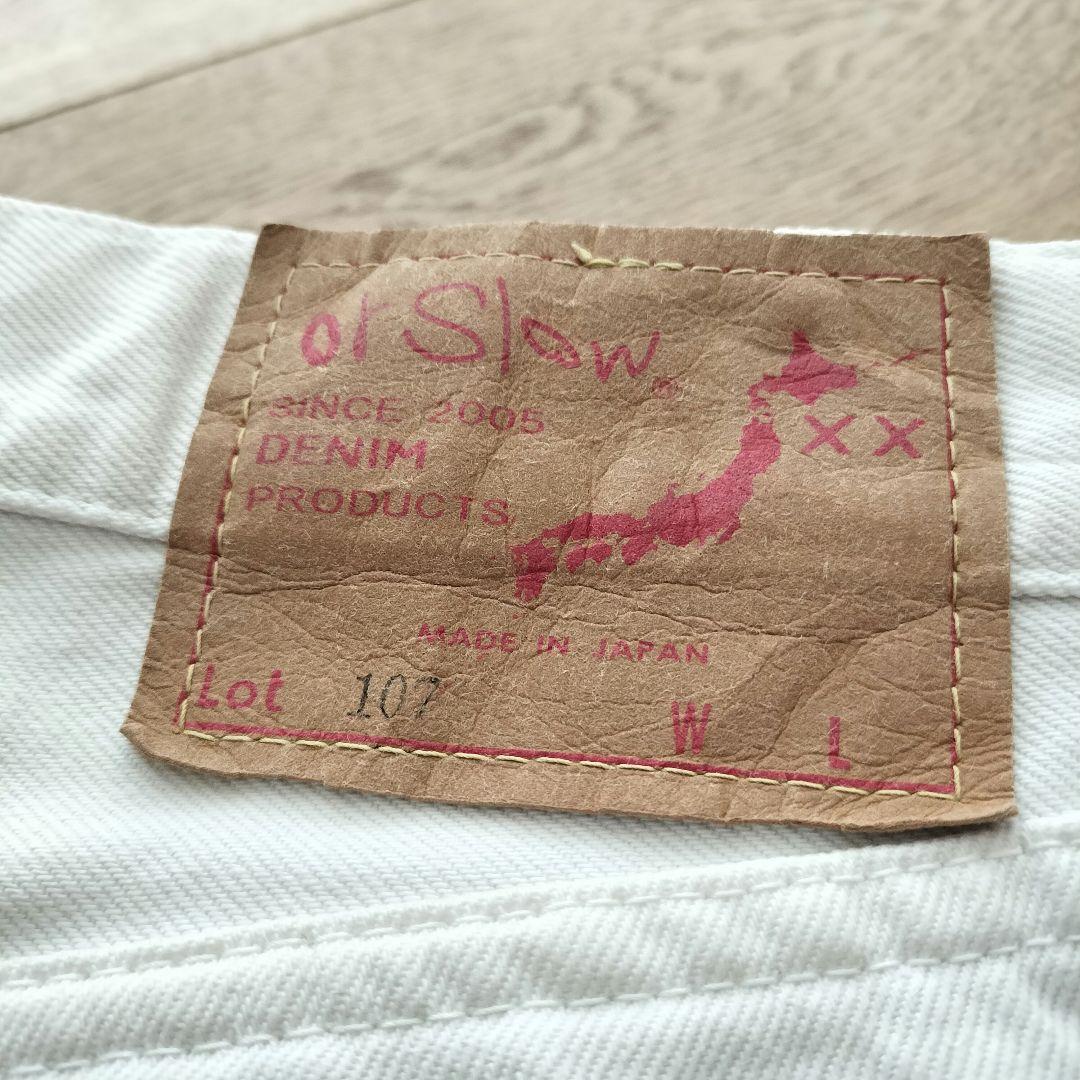 orSlow
SINCE 2005
DENIM
PRODUCTS
XX
MADE IN JAPAN
Lot 107
W L